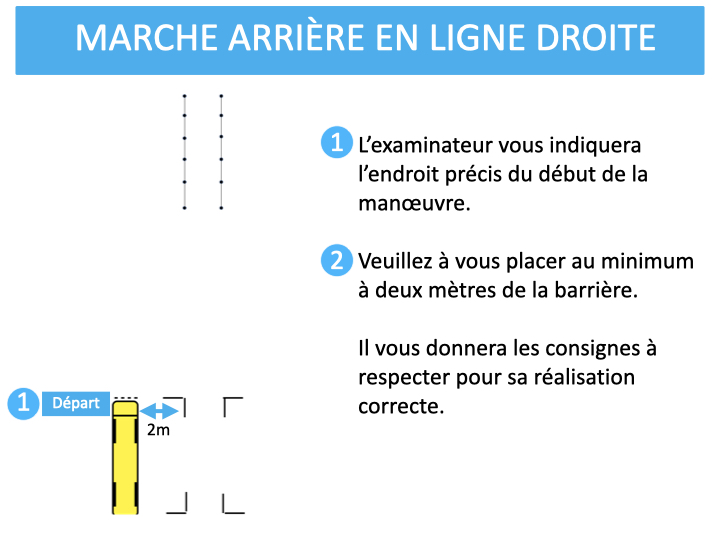 MARCHE ARRIÈRE EN LIGNE DROITE
1 L’examinateur vous indiquera
l’endroit précis du début de la
manœuvre.
2 Veuillez à vous placer au minimum
à deux mètres de la barrière.
Il vous donnera les consignes à
respecter pour sa réalisation
correcte.
1 Départ
2m